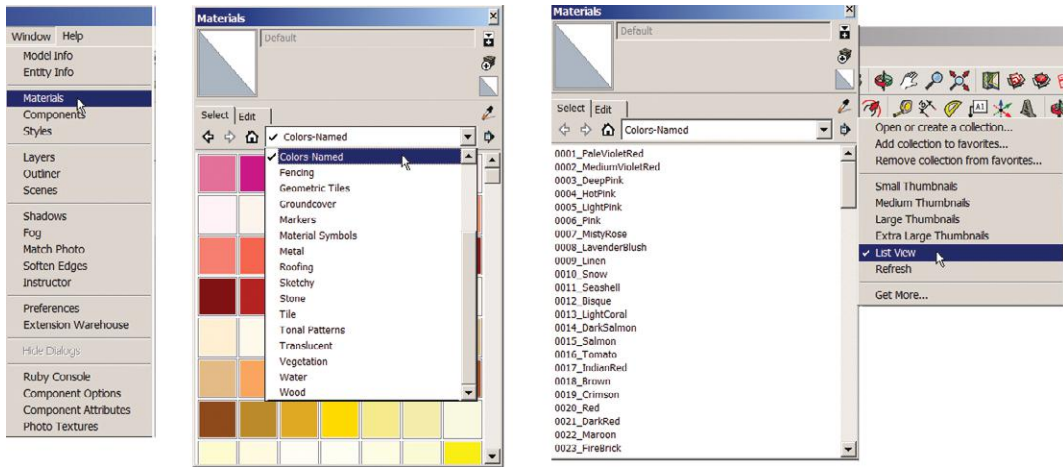 Window Help
Model Info
Entity Info
Materials
Components
Styles
Layers
Outliner
Scenes
Shadows
Fog
Match Photo
Soften Edges
Instructor
Preferences
Extension Warehouse
Hide Dialogs
Ruby Console
Component Options
Component Attributes
Photo Textures
Materials
Default
Select Edit
Colors-Named
Colors Named
Fencing
Geometric Tiles
Groundcover
Markers
Material Symbols
Metal
Roofing
Sketchy
Stone
Tile
Tonal Patterns
Translucent
Vegetation
Water
Wood
Materials
Default
Select Edit
Colors-Named
0001_PaleVioletRed
0002_MediumVioletRed
0003_DeepPink
0004_HotPink
0005_LightPink
0006_Pink
0007_MistyRose
0008_LavenderBlush
0009_Linen
0010_Snow
0011_Seashell
0012_Bisque
0013_LightCoral
0014_DarkSalmon
0015_Salmon
0016_Tomato
0017_IndianRed
0018_Brown
0019_Crimson
0020_Red
0021_DarkRed
0022_Maroon
0023_FireBrick
A1
Open or create a collection...
Add collection to favorites...
Remove collection from favorites...
Small Thumbnails
Medium Thumbnails
Large Thumbnails
Extra Large Thumbnails
List View
Refresh
Get More...